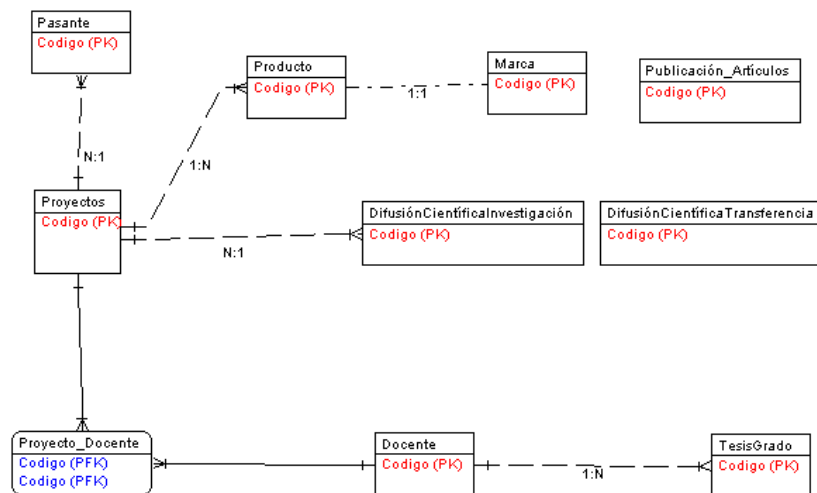 Pasante
Codigo (PK)
Producto
Codigo (PK)
Marca
Codigo (PK)
Publicación_Artículos
Codigo (PK)
1:1
N:1
1:N
Proyectos
Codigo (PK)
DifusiónCientíficaInvestigación
Codigo (PK)
DifusiónCientíficaTransferencia
Codigo (PK)
N:1
Proyecto_Docente
Codigo (PFK)
Codigo (PFK)
Docente
Codigo (PK)
1:N
TesisGrado
Codigo (PK)